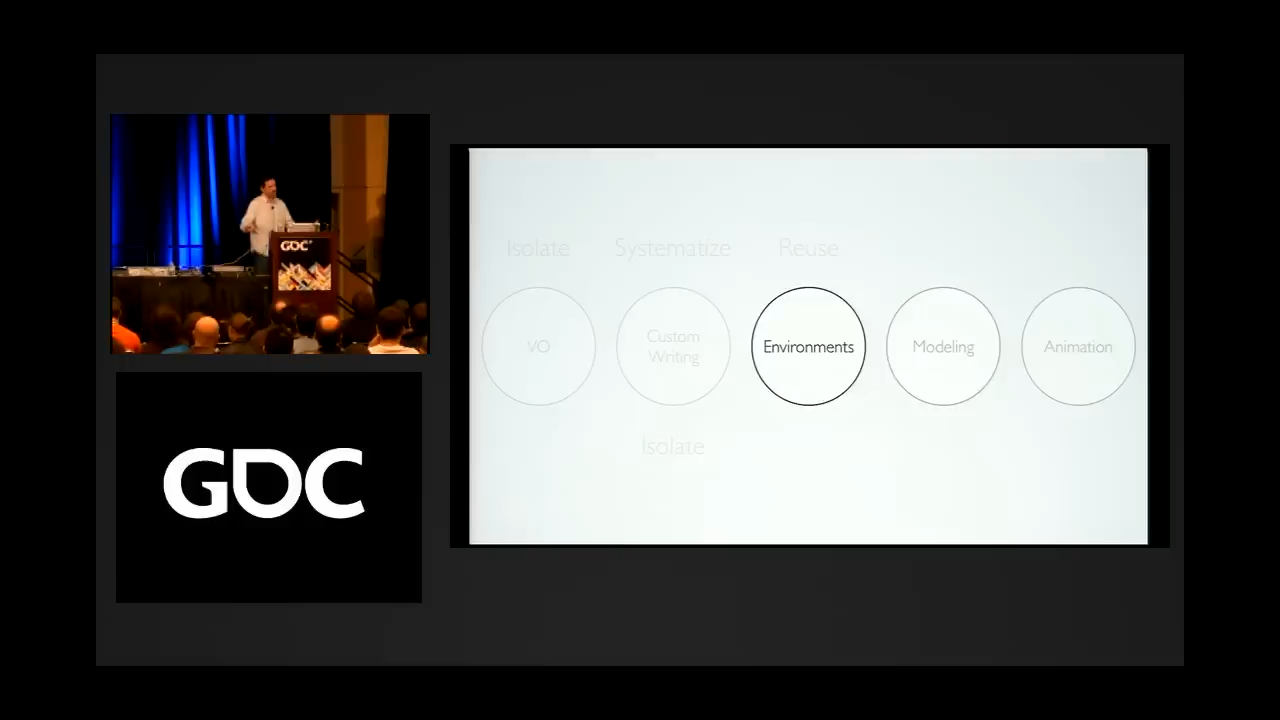 GDC
GDC
Isolate
Systematize
Reuse
VO
Custom
Writing
Environments
Modeling
Animation
Isolate